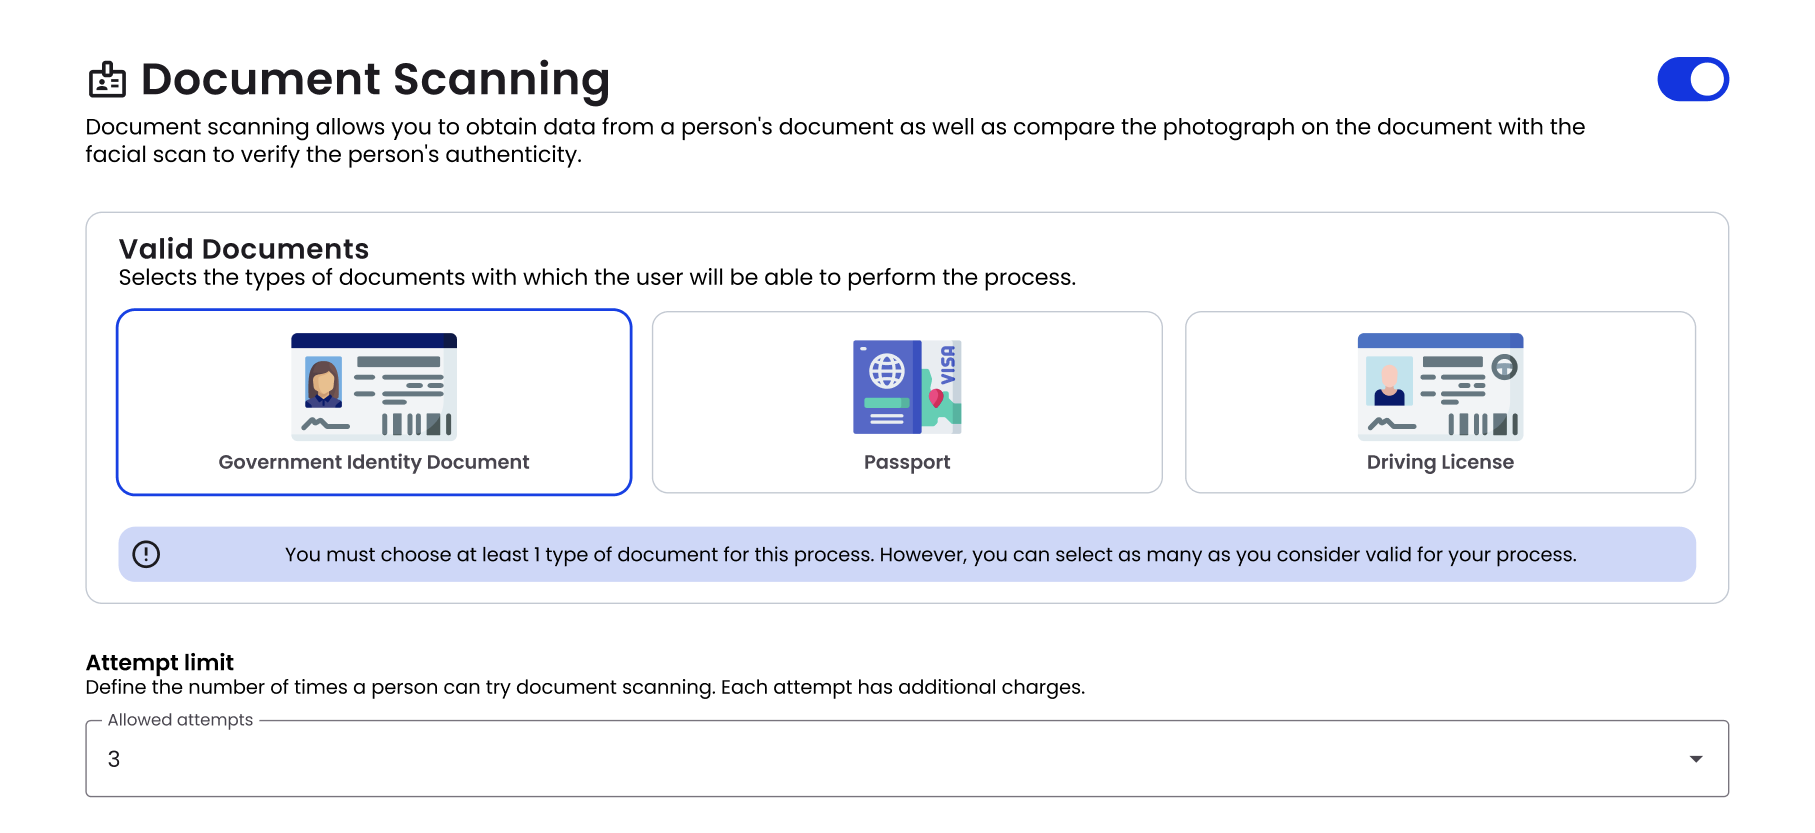 Document Scanning
Document scanning allows you to obtain data from a person's document as well as compare the photograph on the document with the
facial scan to verify the person's authenticity.
Valid Documents
Selects the types of documents with which the user will be able to perform the process.
VISA
Government Identity Document
Passport
Driving License
You must choose at least 1 type of document for this process. However, you can select as many as you consider valid for your process.
Attempt limit
Define the number of times a person can try document scanning. Each attempt has additional charges.
Allowed attempts
3